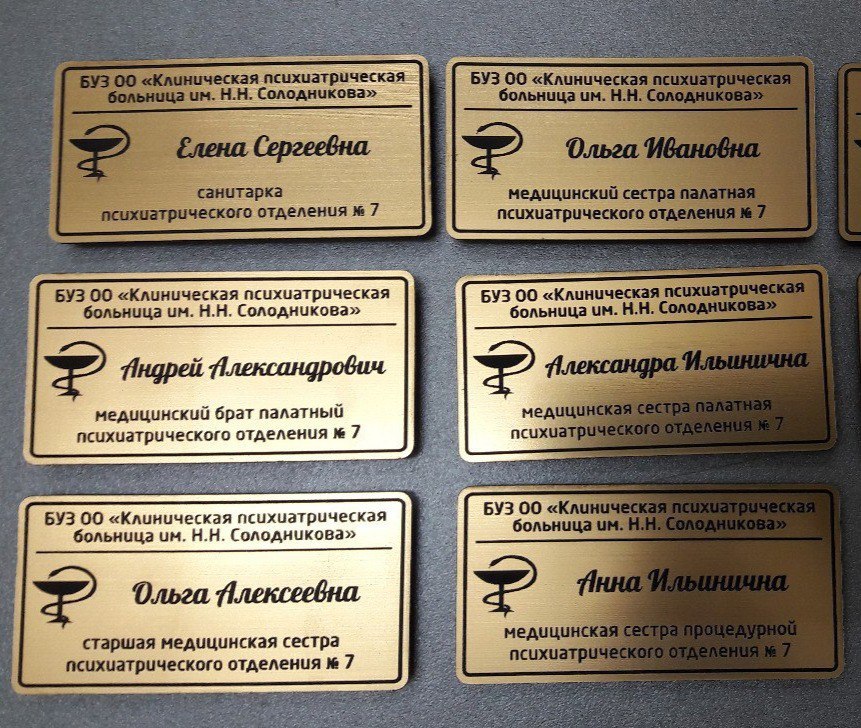 БУЗ ОО «Клиническая психиатрическая
больница им. Н.Н. Солодникова»
Елена Сергеевна
санитарка
психиатрического отделения № 7
БУЗ ОО «Клиническая психиатрическая
больница им. Н.Н. Солодникова»
Ольга Ивановна
медицинский сестра палатная
психиатрического отделения № 7
БУЗ ОО «Клиническая психиатрическая
больница им. Н.Н. Солодникова»
Андрей Александрович
медицинский брат палатный
психиатрического отделения № 7
БУЗ ОО «Клиническая психиатрическая
больница им. Н.Н. Солодникова»
Александра Ильинична
медицинская сестра палатная
психиатрического отделения № 7
БУЗ ОО «Клиническая психиатрическая
больница им. Н.Н. Солодникова»
Ольга Алексеевна
старшая медицинская сестра
психиатрического отделения № 7
БУЗ ОО «Клиническая психиатрическая
больница им. Н.Н. Солодникова»
Анна Ильинична
медицинская сестра процедурной
психиатрического отделения № 7